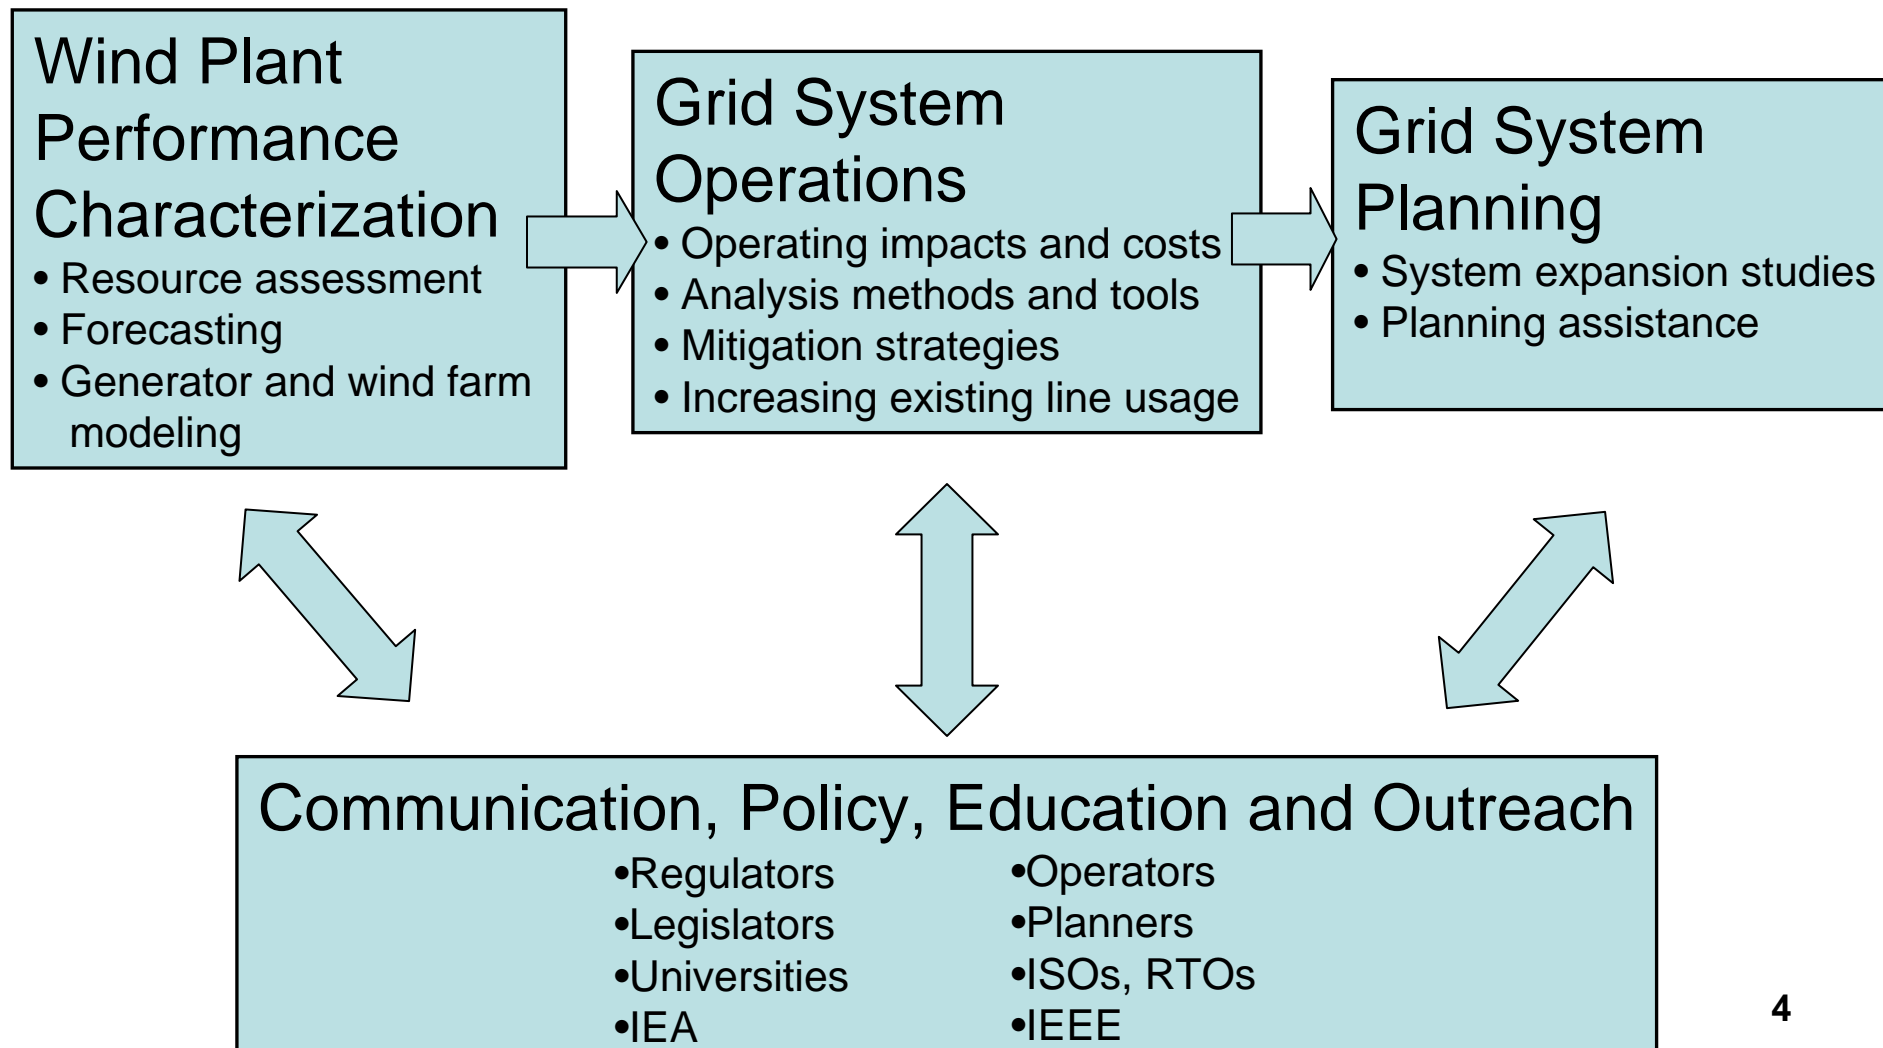 Wind Plant
Performance
Characterization
• Resource assessment
• Forecasting
• Generator and wind farm
modeling
Grid System
Operations
• Operating impacts and costs
• Analysis methods and tools
• Mitigation strategies
• Increasing existing line usage
Grid System
Planning
• System expansion studies
• Planning assistance
Communication, Policy, Education and Outreach
•Regulators
•Legislators
•Universities
•IEA
•Operators
•Planners
•ISOs, RTOs
•IEEE
4